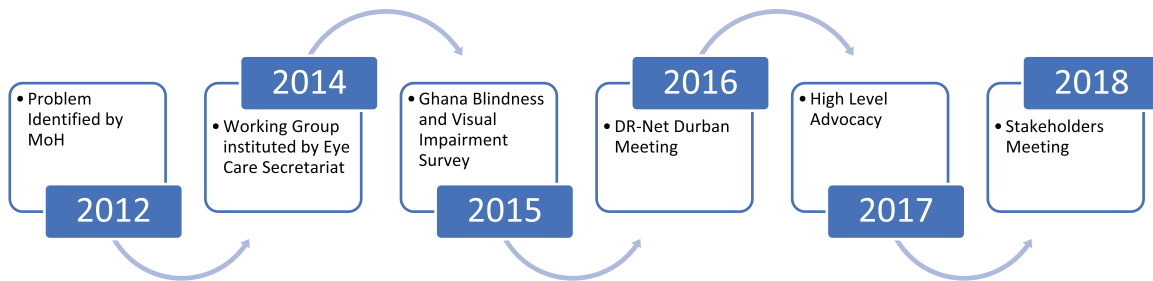 • Problem
Identified by
MoH
2012
2014
• Working Group
instituted by Eye
Care Secretariat
• Ghana Blindness
and Visual
Impairment
Survey
2015
2016
• DR-Net Durban
Meeting
• High Level
Advocacy
2017
2018
• Stakeholders
Meeting